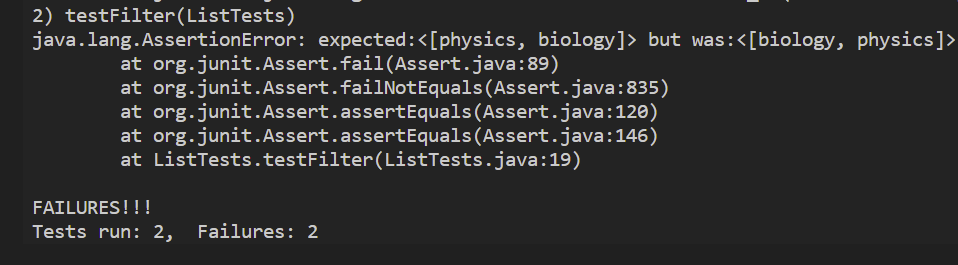 2) testFilter(ListTests)
java.lang.AssertionError: expected:<[physics, biology]> but was:<[biology, physics]>
at org.junit.Assert.fail(Assert.java:89)
at org.junit.Assert.failNotEquals(Assert.java:835)
at org.junit.Assert.assertEquals(Assert.java:120)
at org.junit.Assert.assertEquals(Assert.java:146)
at ListTests.testFilter(ListTests.java:19)
FAILURES!!!
Tests run: 2,  Failures: 2